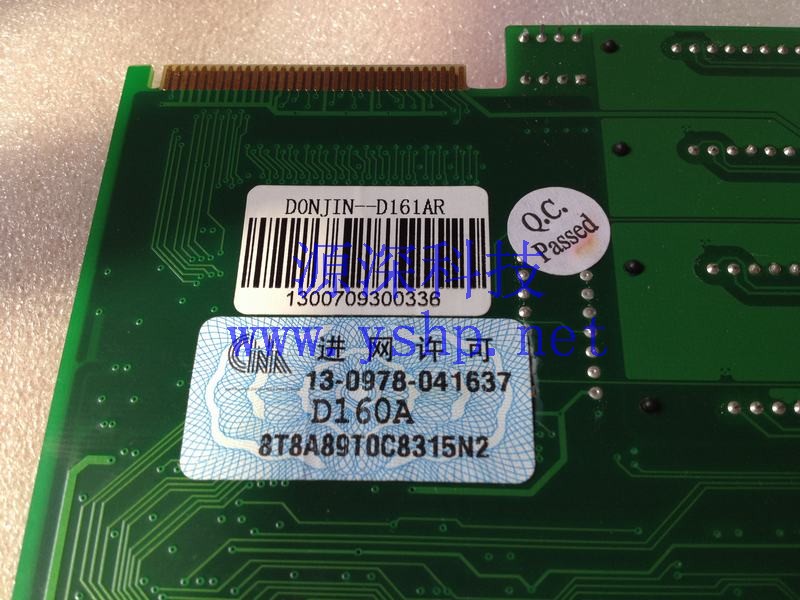 DONJIN--D161AR
1300709300336
Q.C.
Passed
源深科技
www.yshp.net
进网许可
13-0978-041637
D160A
8T8A89T0C8315N2